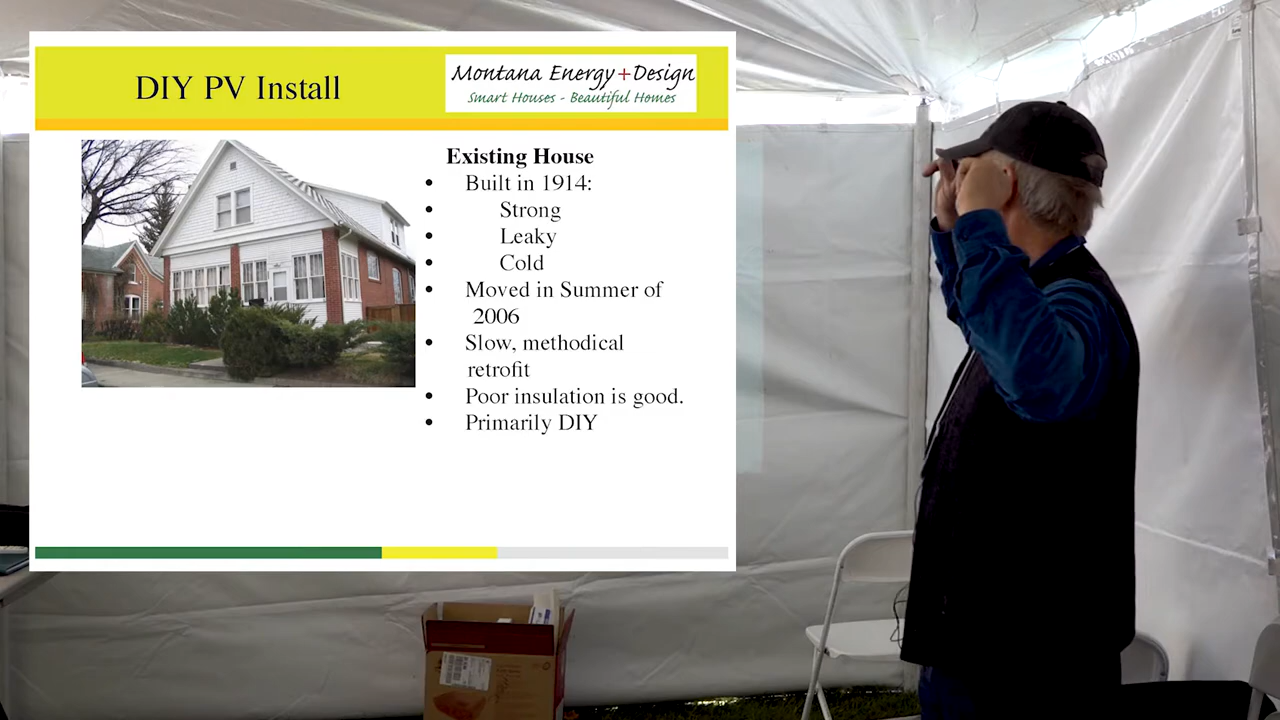 DIY PV Install
Montana Energy+Design
Smart Houses - Beautiful Homes
Existing House
• Built in 1914:
• Strong
• Leaky
• Cold
• Moved in Summer of
2006
• Slow, methodical
retrofit
• Poor insulation is good.
• Primarily DIY